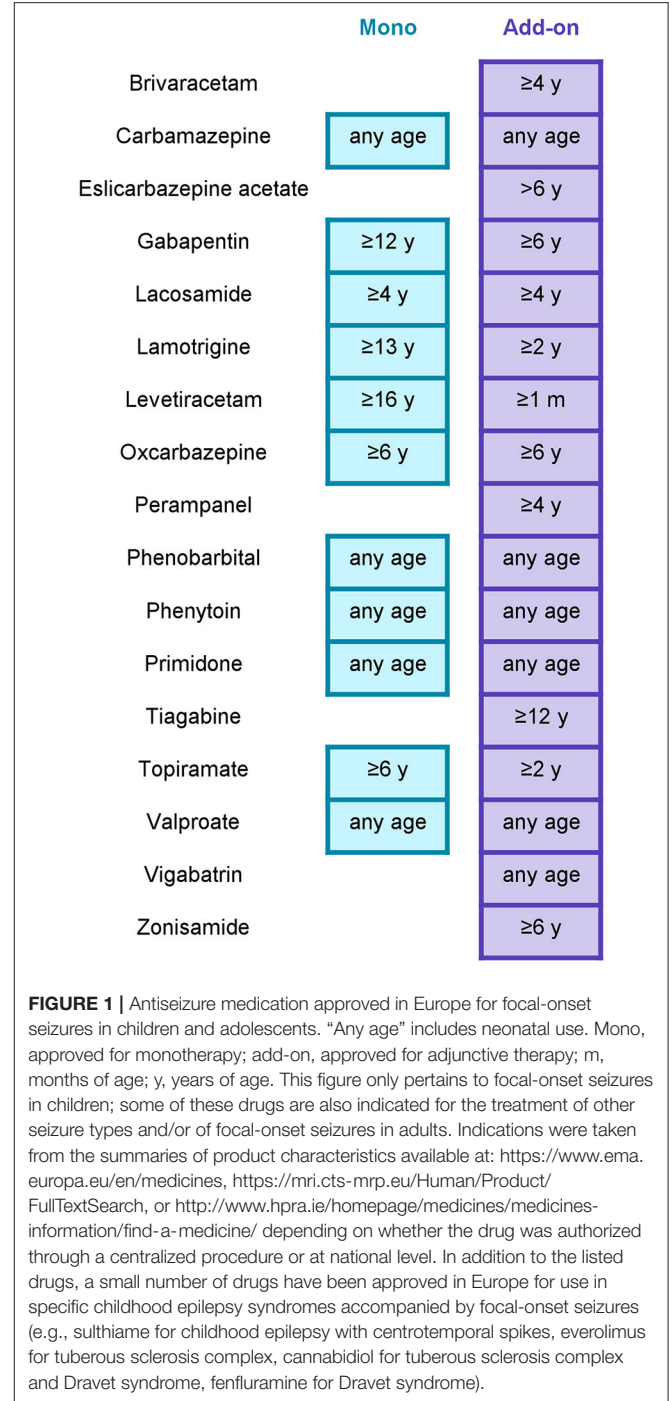 Mono Add-on
Brivaracetam ≥4 y
Carbamazepine any age any age
Eslicarbazepine acetate >6 y
Gabapentin ≥12 y ≥6 y
Lacosamide ≥4 y ≥4 y
Lamotrigine ≥13 y ≥2 y
Levetiracetam ≥16 y ≥1 m
Oxcarbazepine ≥6 y ≥6 y
Perampanel ≥4 y
Phenobarbital any age any age
Phenytoin any age any age
Primidone any age any age
Tiagabine ≥12 y
Topiramate ≥6 y ≥2 y
Valproate any age any age
Vigabatrin any age
Zonisamide ≥6 y
FIGURE 1 | Antiseizure medication approved in Europe for focal-onset
seizures in children and adolescents. “Any age” includes neonatal use. Mono,
approved for monotherapy; add-on, approved for adjunctive therapy; m,
months of age; y, years of age. This figure only pertains to focal-onset seizures
in children; some of these drugs are also indicated for the treatment of other
seizure types and/or of focal-onset seizures in adults. Indications were taken
from the summaries of product characteristics available at: https://www.ema.
europa.eu/en/medicines, https://mri.cts-mrp.eu/Human/Product/
FullTextSearch, or http://www.hpra.ie/homepage/medicines/medicines-
information/find-a-medicine/ depending on whether the drug was authorized
through a centralized procedure or at national level. In addition to the listed
drugs, a small number of drugs have been approved in Europe for use in
specific childhood epilepsy syndromes accompanied by focal-onset seizures
(e.g., sulthiame for childhood epilepsy with centrotemporal spikes, everolimus
for tuberous sclerosis complex, cannabidiol for tuberous sclerosis complex
and Dravet syndrome, fenfluramine for Dravet syndrome).